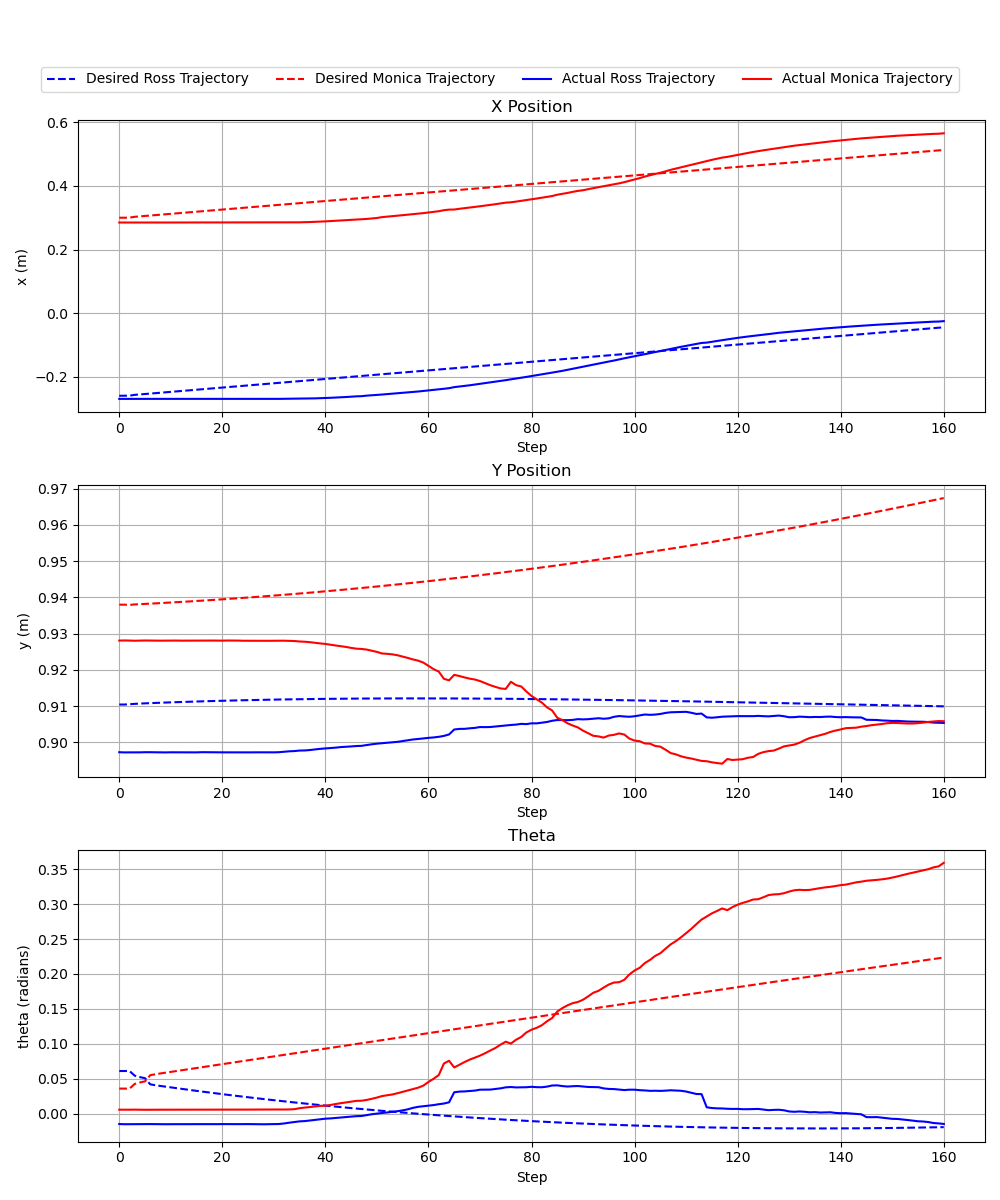 Desired Ross Trajectory Desired Monica Trajectory Actual Ross Trajectory Actual Monica Trajectory
X Position
0.6
0.4
0.2
0.0
−0.2
x (m)
0 20 40 60 80 100 120 140 160
Step
Y Position
0.97
0.96
0.95
0.94
0.93
0.92
0.91
0.90
y (m)
0 20 40 60 80 100 120 140 160
Step
Theta
0.35
0.30
0.25
0.20
0.15
0.10
0.05
0.00
theta (radians)
0 20 40 60 80 100 120 140 160
Step